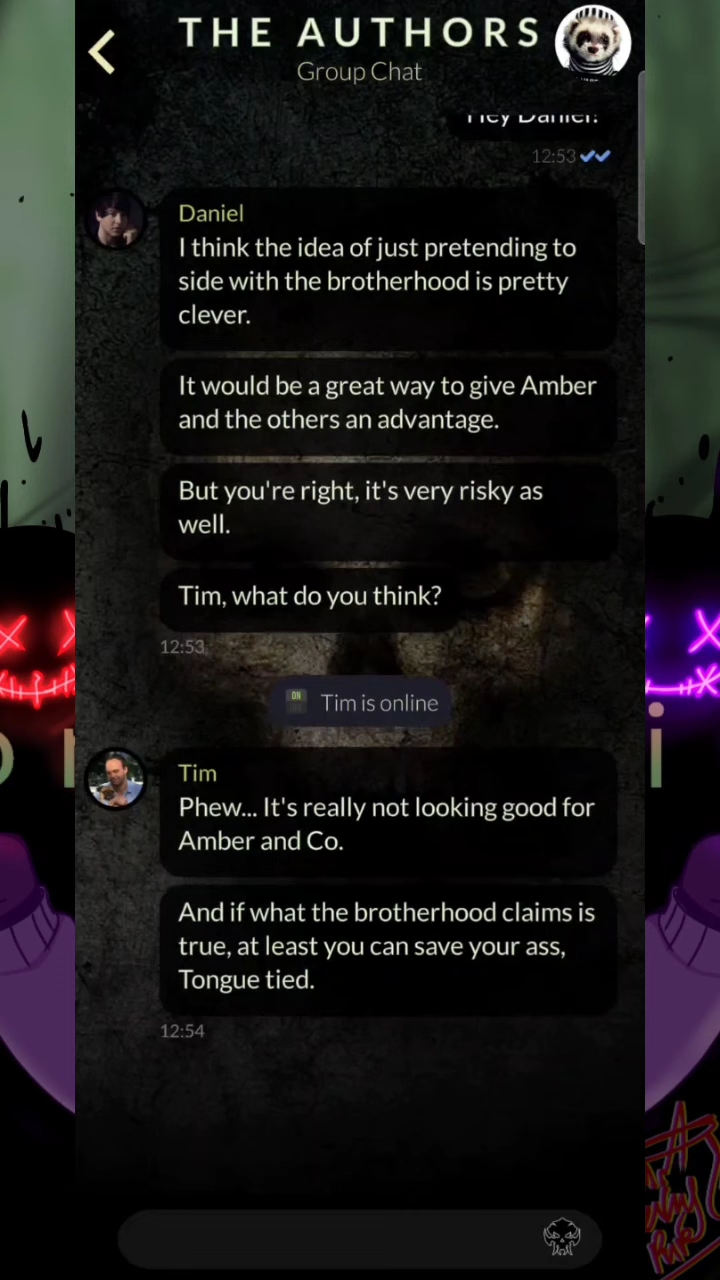 THE AUTHORS
Group Chat
Hey Daniel!
12:53
Daniel
I think the idea of just pretending to
side with the brotherhood is pretty
clever.
It would be a great way to give Amber
and the others an advantage.
But you're right, it's very risky as
well.
Tim, what do you think?
12:53
ON
Tim is online
Tim
Phew... It's really not looking good for
Amber and Co.
And if what the brotherhood claims is
true, at least you can save your ass,
Tongue tied.
12:54